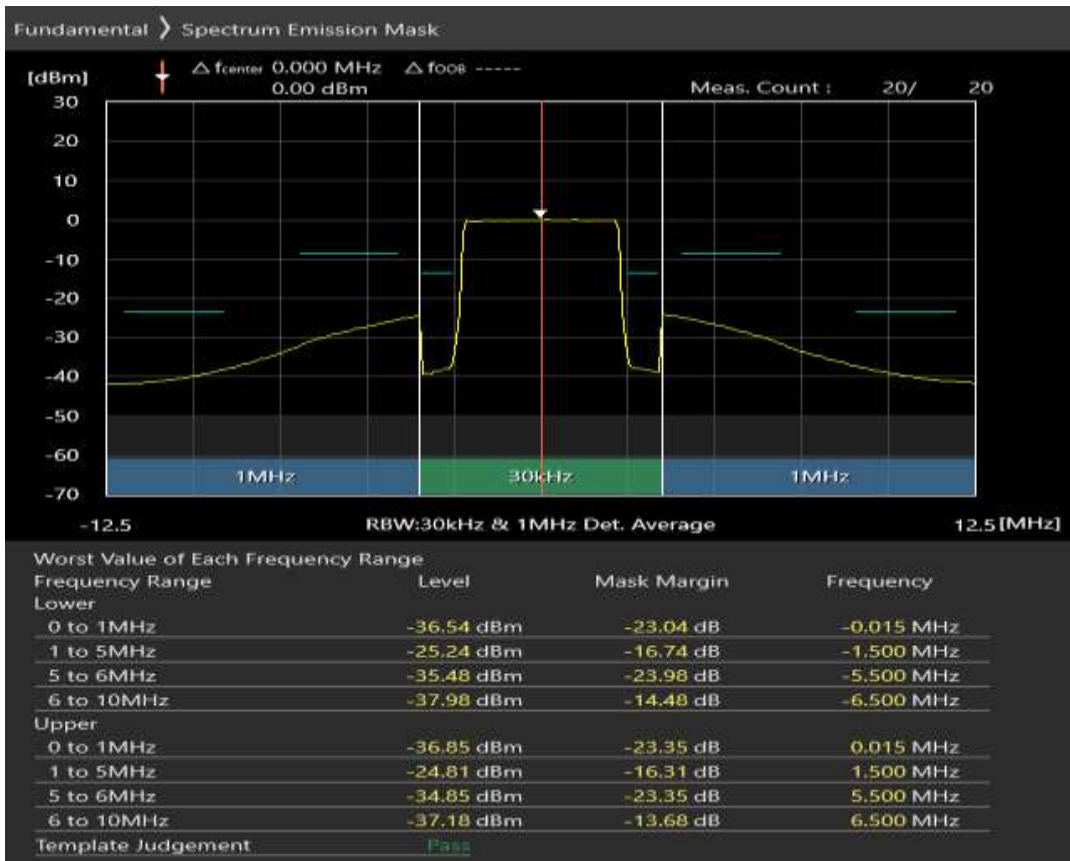 Fundamental ❯ Spectrum Emission Mask
[dBm] △ fcenter 0.000 MHz △ fOOB -----
0.00 dBm Meas. Count : 20/ 20
30
20
10
0
-10
-20
-30
-40
-50
-60
-70
1MHz 30kHz 1MHz
-12.5 RBW:30kHz & 1MHz Det. Average 12.5 [MHz]
Worst Value of Each Frequency Range
Frequency Range Level Mask Margin Frequency
Lower
0 to 1MHz -36.54 dBm -23.04 dB -0.015 MHz
1 to 5MHz -25.24 dBm -16.74 dB -1.500 MHz
5 to 6MHz -35.48 dBm -23.98 dB -5.500 MHz
6 to 10MHz -37.98 dBm -14.48 dB -6.500 MHz
Upper
0 to 1MHz -36.85 dBm -23.35 dB 0.015 MHz
1 to 5MHz -24.81 dBm -16.31 dB 1.500 MHz
5 to 6MHz -34.85 dBm -23.35 dB 5.500 MHz
6 to 10MHz -37.18 dBm -13.68 dB 6.500 MHz
Template Judgement Pass